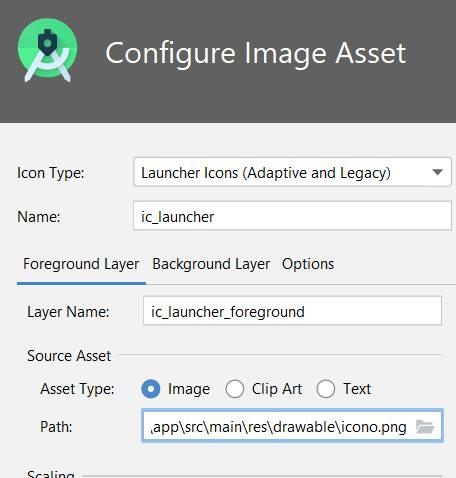 Configure Image Asset
Icon Type: Launcher Icons (Adaptive and Legacy)
Name: ic_launcher
Foreground Layer Background Layer Options
Layer Name: ic_launcher_foreground
Source Asset
Asset Type: Image Clip Art Text
Path: \app\src\main\res\drawable\icono.png
Scaling